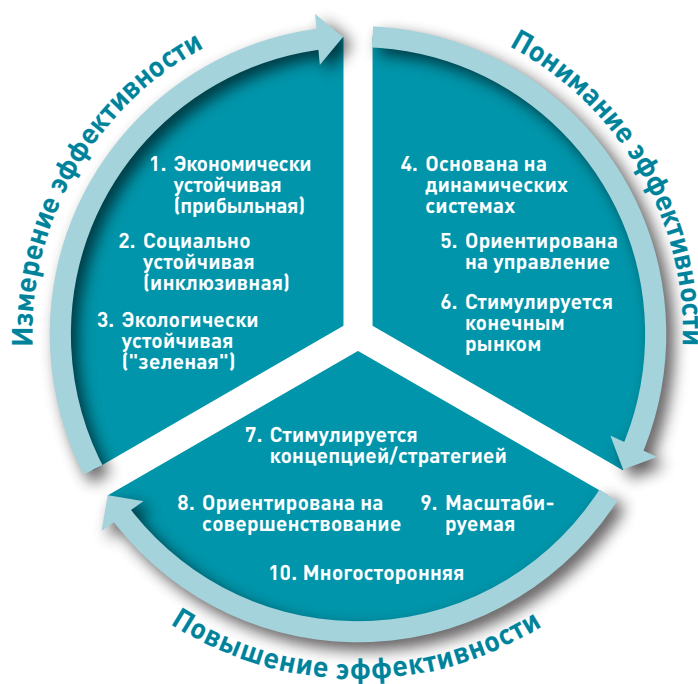 Измерение эффективности
1. Экономически
устойчивая
(прибыльная)
2. Социально
устойчивая
(инклюзивная)
3. Экологически
устойчивая
("зеленая")
Понимание эффективности
4. Основана на
динамических
системах
5. Ориентирована
на управление
6. Стимулируется
конечным
рынком
7. Стимулируется
концепцией/стратегией
8. Ориентирована на
совершенствование
9. Масштаби-
руемая
10. Многосторонняя
Повышение эффективности